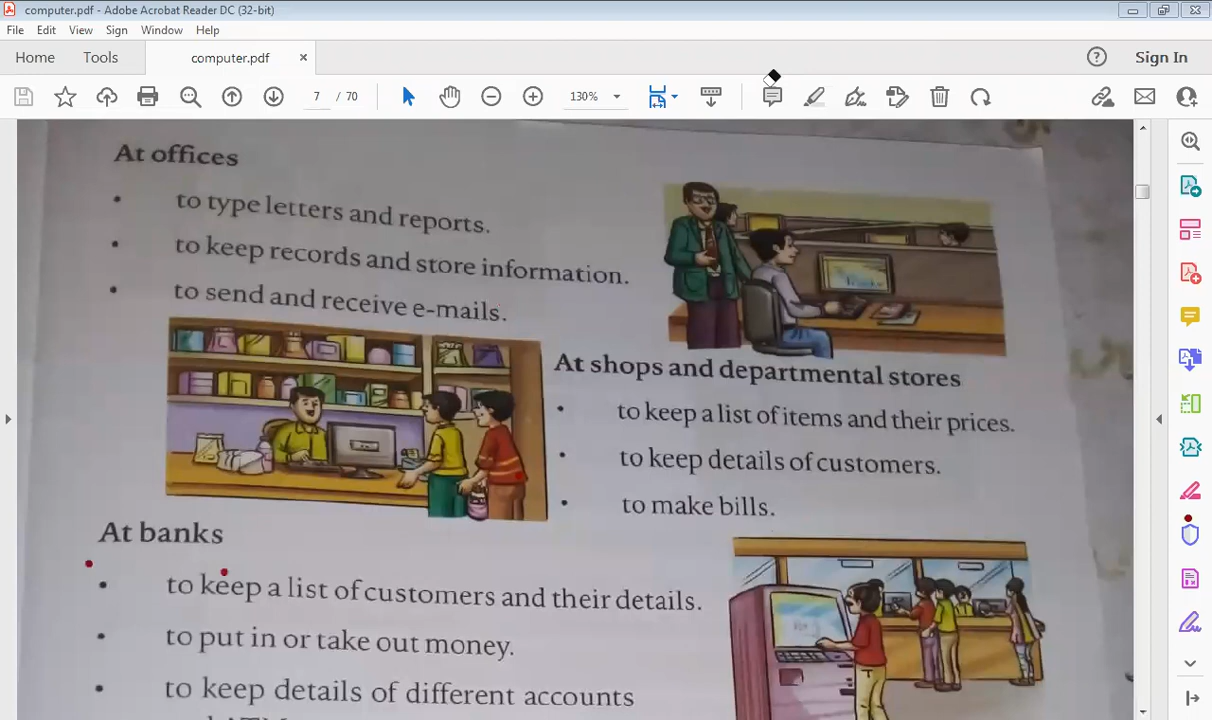 computer.pdf - Adobe Acrobat Reader DC (32-bit)
File Edit View Sign Window Help
Home Tools computer.pdf Sign In
7 / 70 130%
At offices
• to type letters and reports.
• to keep records and store information.
• to send and receive e-mails.
At shops and departmental stores
• to keep a list of items and their prices.
• to keep details of customers.
• to make bills.
At banks
• to keep a list of customers and their details.
• to put in or take out money.
• to keep details of different accounts